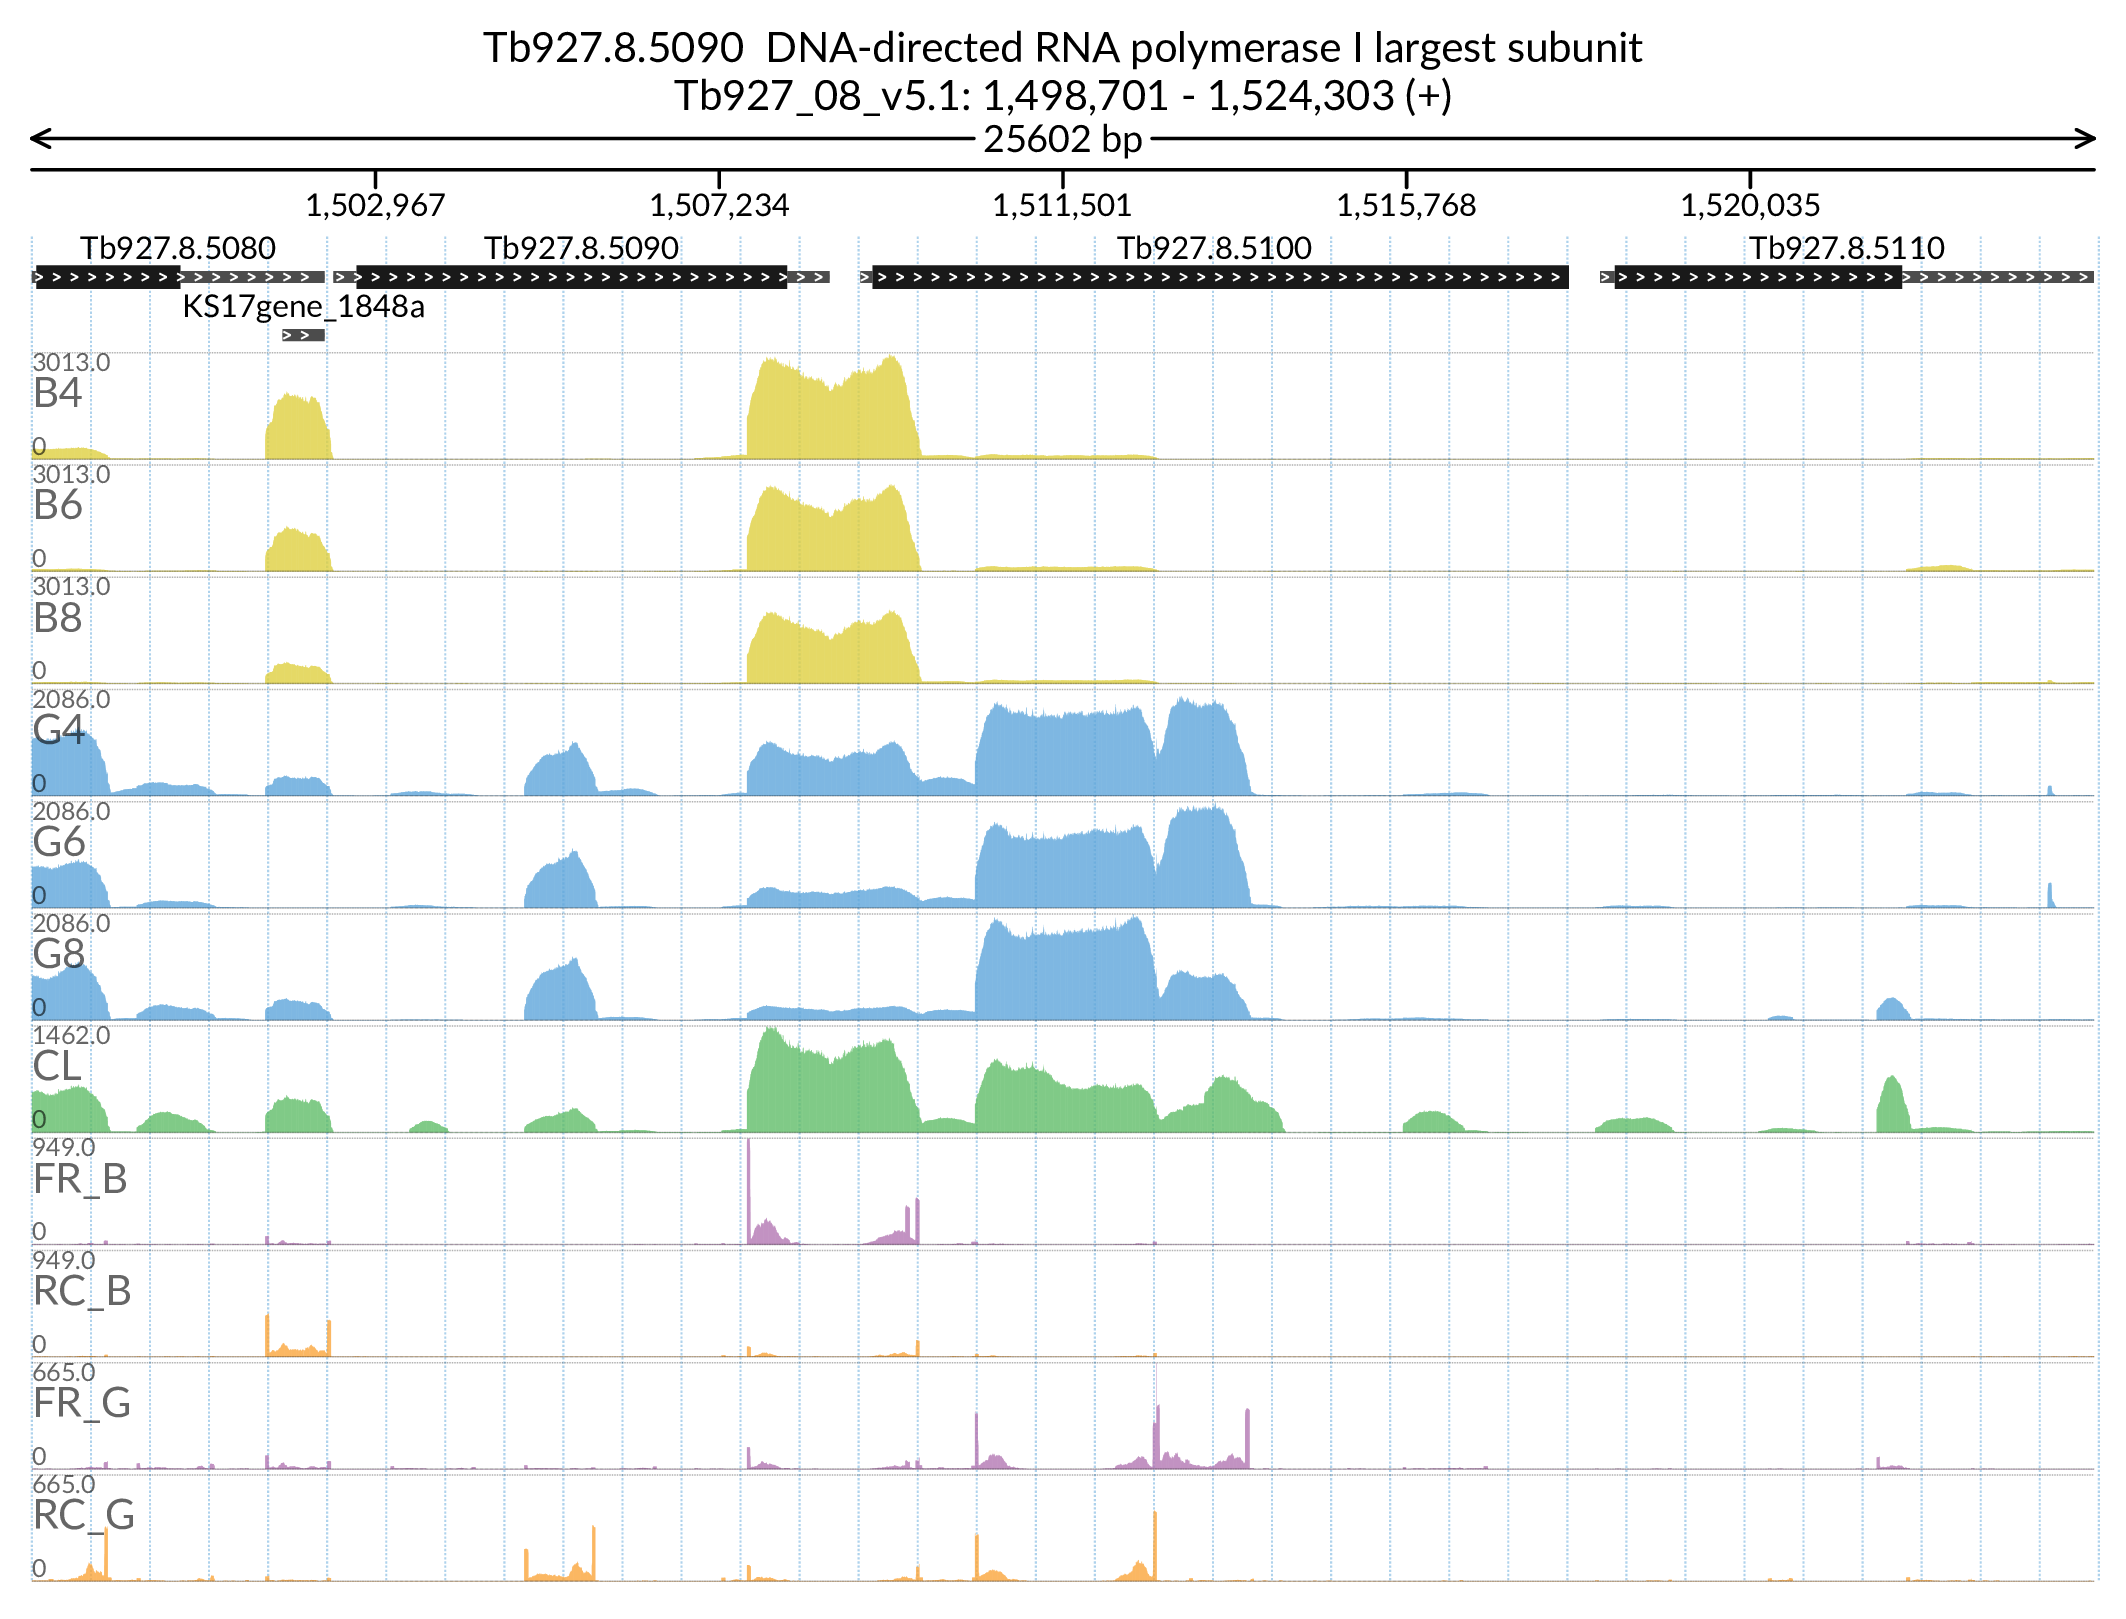 Tb927.8.5090  DNA-directed RNA polymerase I largest subunit
Tb927_08_v5.1: 1,498,701 - 1,524,303 (+)
25602 bp
1,502,967 1,507,234 1,511,501 1,515,768 1,520,035
Tb927.8.5080 Tb927.8.5090 Tb927.8.5100 Tb927.8.5110
KS17gene_1848a
3013.0
B4
0
3013.0
B6
0
3013.0
B8
0
2086.0
G4
0
2086.0
G6
0
2086.0
G8
0
1462.0
CL
0
949.0
FR_B
0
949.0
RC_B
0
665.0
FR_G
0
665.0
RC_G
0